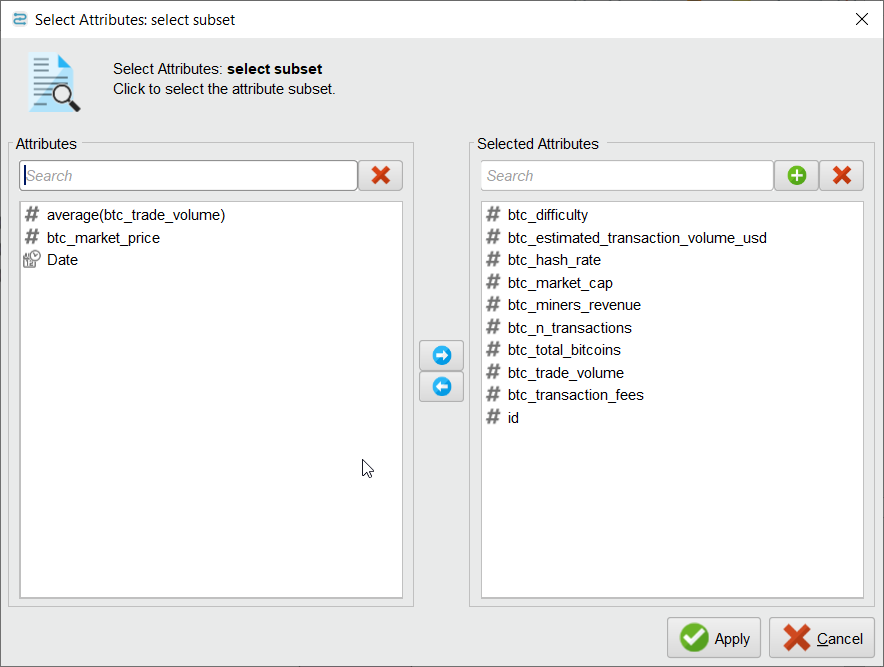 Select Attributes: select subset
Select Attributes: select subset
Click to select the attribute subset.
Attributes
Search
average(btc_trade_volume)
btc_market_price
Date
Selected Attributes
Search
btc_difficulty
btc_estimated_transaction_volume_usd
btc_hash_rate
btc_market_cap
btc_miners_revenue
btc_n_transactions
btc_total_bitcoins
btc_trade_volume
btc_transaction_fees
id
Apply
Cancel